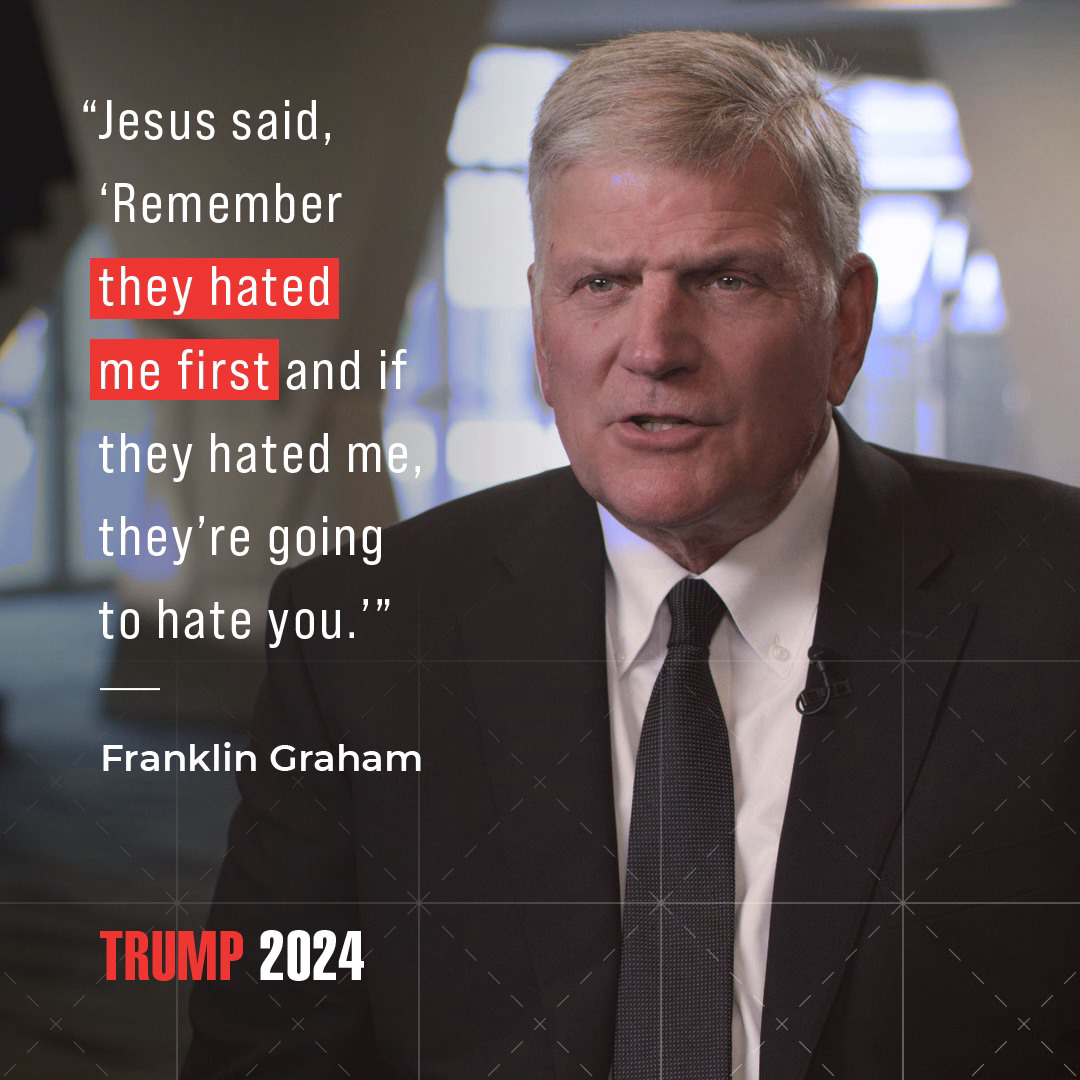 “Jesus said,
‘Remember
they hated
me first and if
they hated me,
they’re going
to hate you.’”
Franklin Graham
TRUMP 2024